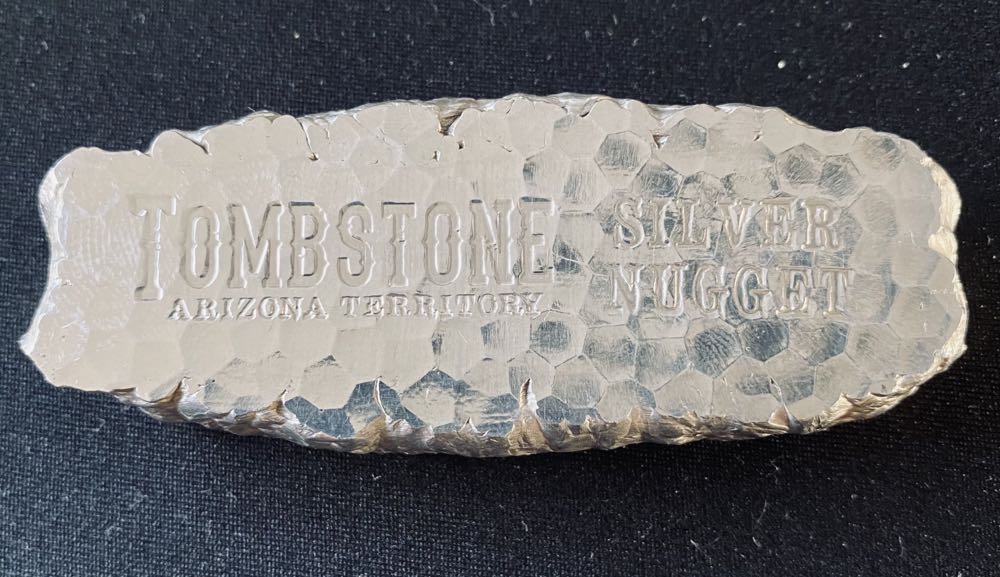 TOMBSTONE
ARIZONA TERRITORY
SILVER
NUGGET